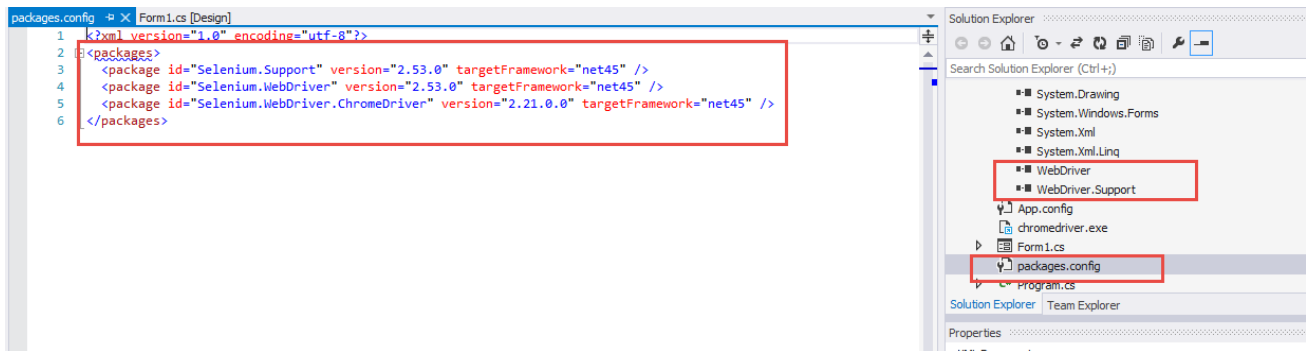 packages.config
Form1.cs [Design]
1 <?xml version="1.0" encoding="utf-8"?>
2 <packages>
3 <package id="Selenium.Support" version="2.53.0" targetFramework="net45" />
4 <package id="Selenium.WebDriver" version="2.53.0" targetFramework="net45" />
5 <package id="Selenium.WebDriver.ChromeDriver" version="2.21.0.0" targetFramework="net45" />
6 </packages>
Solution Explorer
Search Solution Explorer (Ctrl+;)
System.Drawing
System.Windows.Forms
System.Xml
System.Xml.Linq
WebDriver
WebDriver.Support
App.config
chromedriver.exe
Form1.cs
packages.config
Program.cs
Solution Explorer Team Explorer
Properties